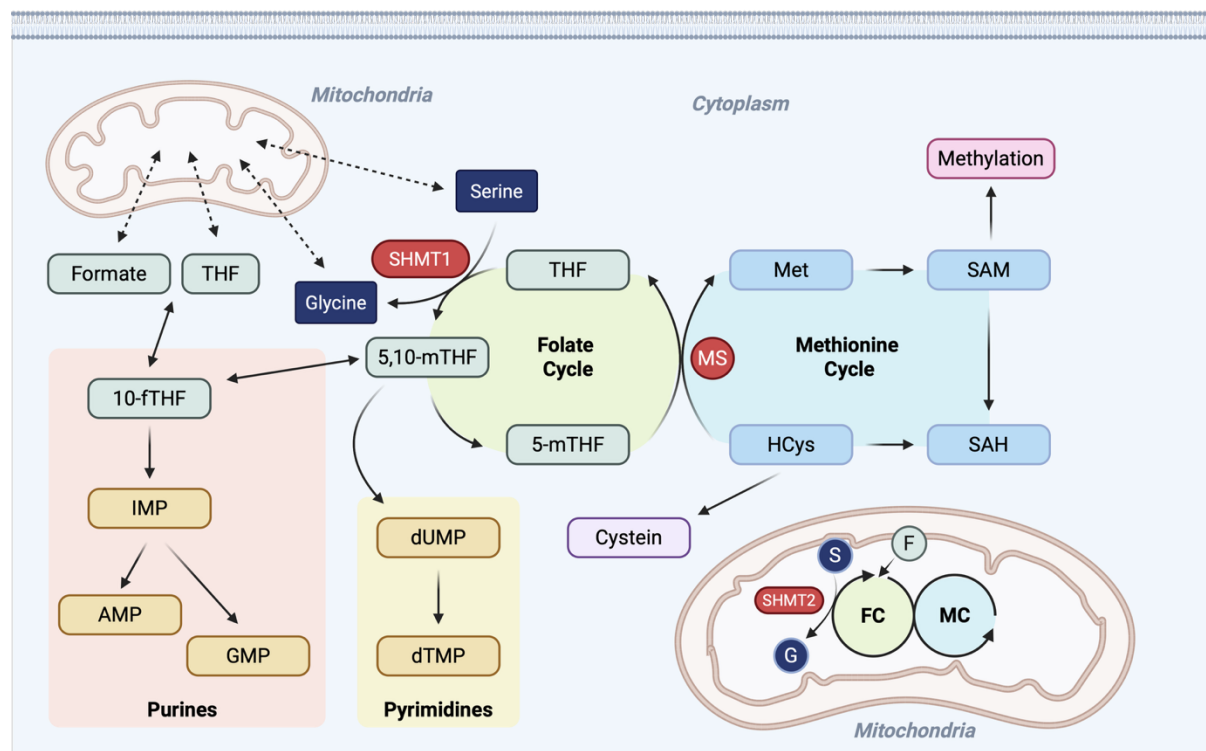 Mitochondria
Cytoplasm
Methylation
Serine
SHMT1
Formate
THF
THF
Met
SAM
Glycine
5,10-mTHF
Folate
Cycle
MS
Methionine
Cycle
10-fTHF
5-mTHF
HCys
SAH
IMP
dUMP
Cystein
S
F
SHMT2
FC
MC
AMP
GMP
dTMP
G
Purines
Pyrimidines
Mitochondria